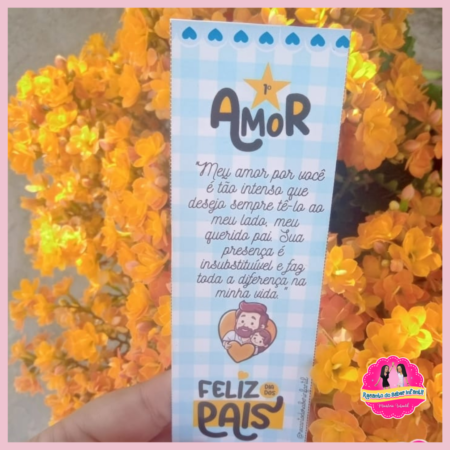 1º
AMOR
"Meu amor por você
é tão intenso que
desejo sempre tê-lo ao
meu lado, meu
querido pai. Sua
presença é
insubstituível e faz
toda a diferença na
minha vida"
FELIZ DIA DOS
PAIS